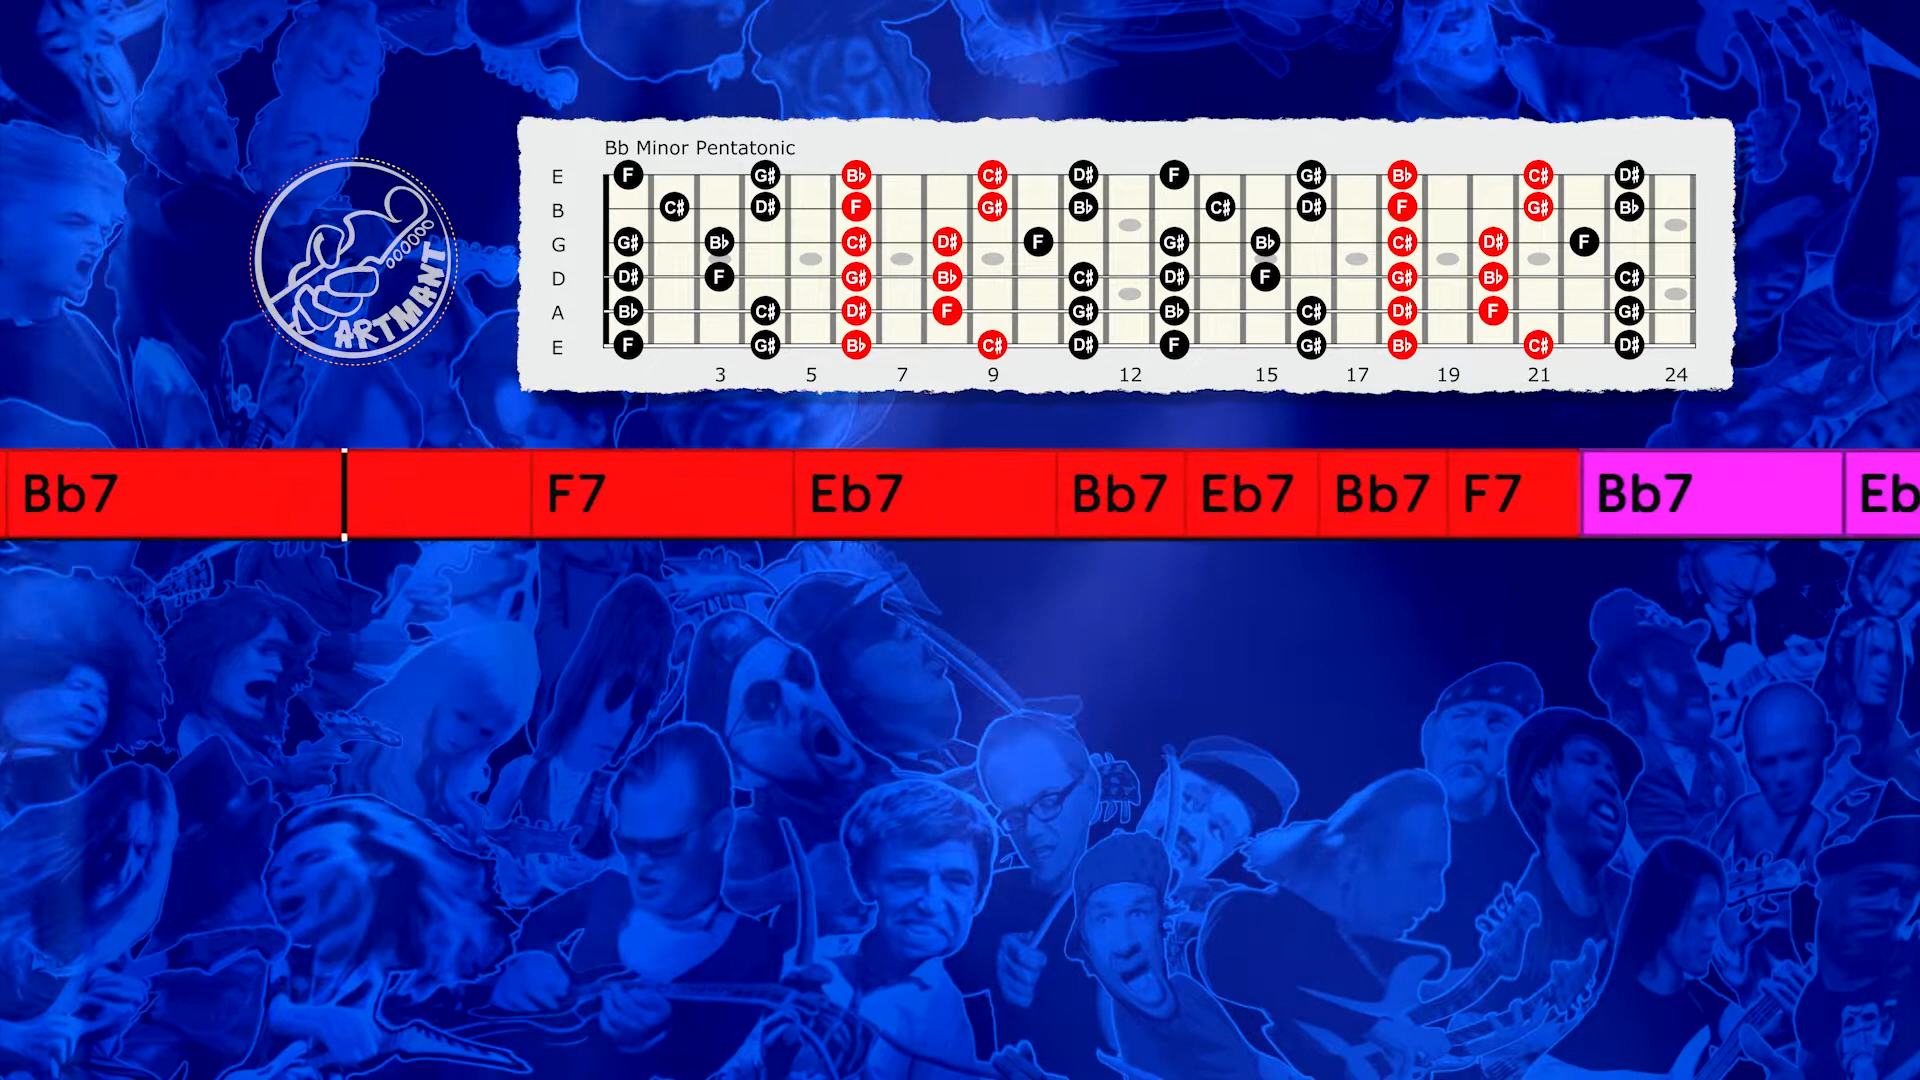 Bb Minor Pentatonic
E F G# B♭ C# D# F G# B♭ C# D#
B C# D# F G# B♭ C# D# F G# B♭
G G# B♭ C# D# F G# B♭ C# D# F
D D# F G# B♭ C# D# F G# B♭ C#
A B♭ C# D# F G# B♭ C# D# F G#
E F G# B♭ C# D# F G# B♭ C# D#
3 5 7 9 12 15 17 19 21 24
ARTMANT
Bb7 F7 Eb7 Bb7 Eb7 Bb7 F7 Bb7 Eb